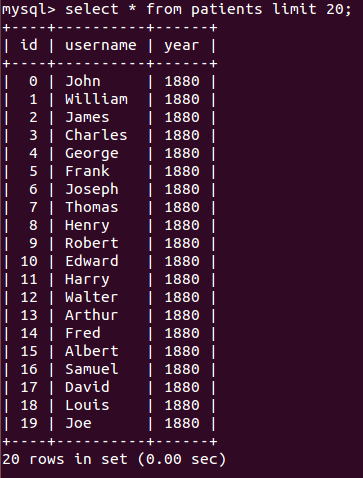 mysql> select * from patients limit 20;
+----+----------+------+
| id | username | year |
+----+----------+------+
|  0 | John     | 1880 |
|  1 | William  | 1880 |
|  2 | James    | 1880 |
|  3 | Charles  | 1880 |
|  4 | George   | 1880 |
|  5 | Frank    | 1880 |
|  6 | Joseph   | 1880 |
|  7 | Thomas   | 1880 |
|  8 | Henry    | 1880 |
|  9 | Robert   | 1880 |
| 10 | Edward   | 1880 |
| 11 | Harry    | 1880 |
| 12 | Walter   | 1880 |
| 13 | Arthur   | 1880 |
| 14 | Fred     | 1880 |
| 15 | Albert   | 1880 |
| 16 | Samuel   | 1880 |
| 17 | David    | 1880 |
| 18 | Louis    | 1880 |
| 19 | Joe      | 1880 |
+----+----------+------+
20 rows in set (0.00 sec)